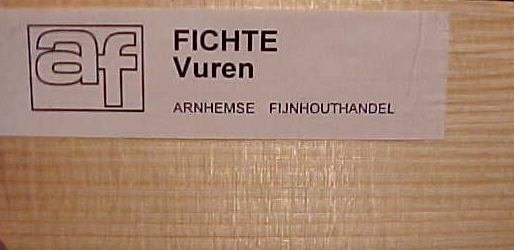 af
FICHTE
Vuren
ARNHEMSE FIJNHOUTHANDEL